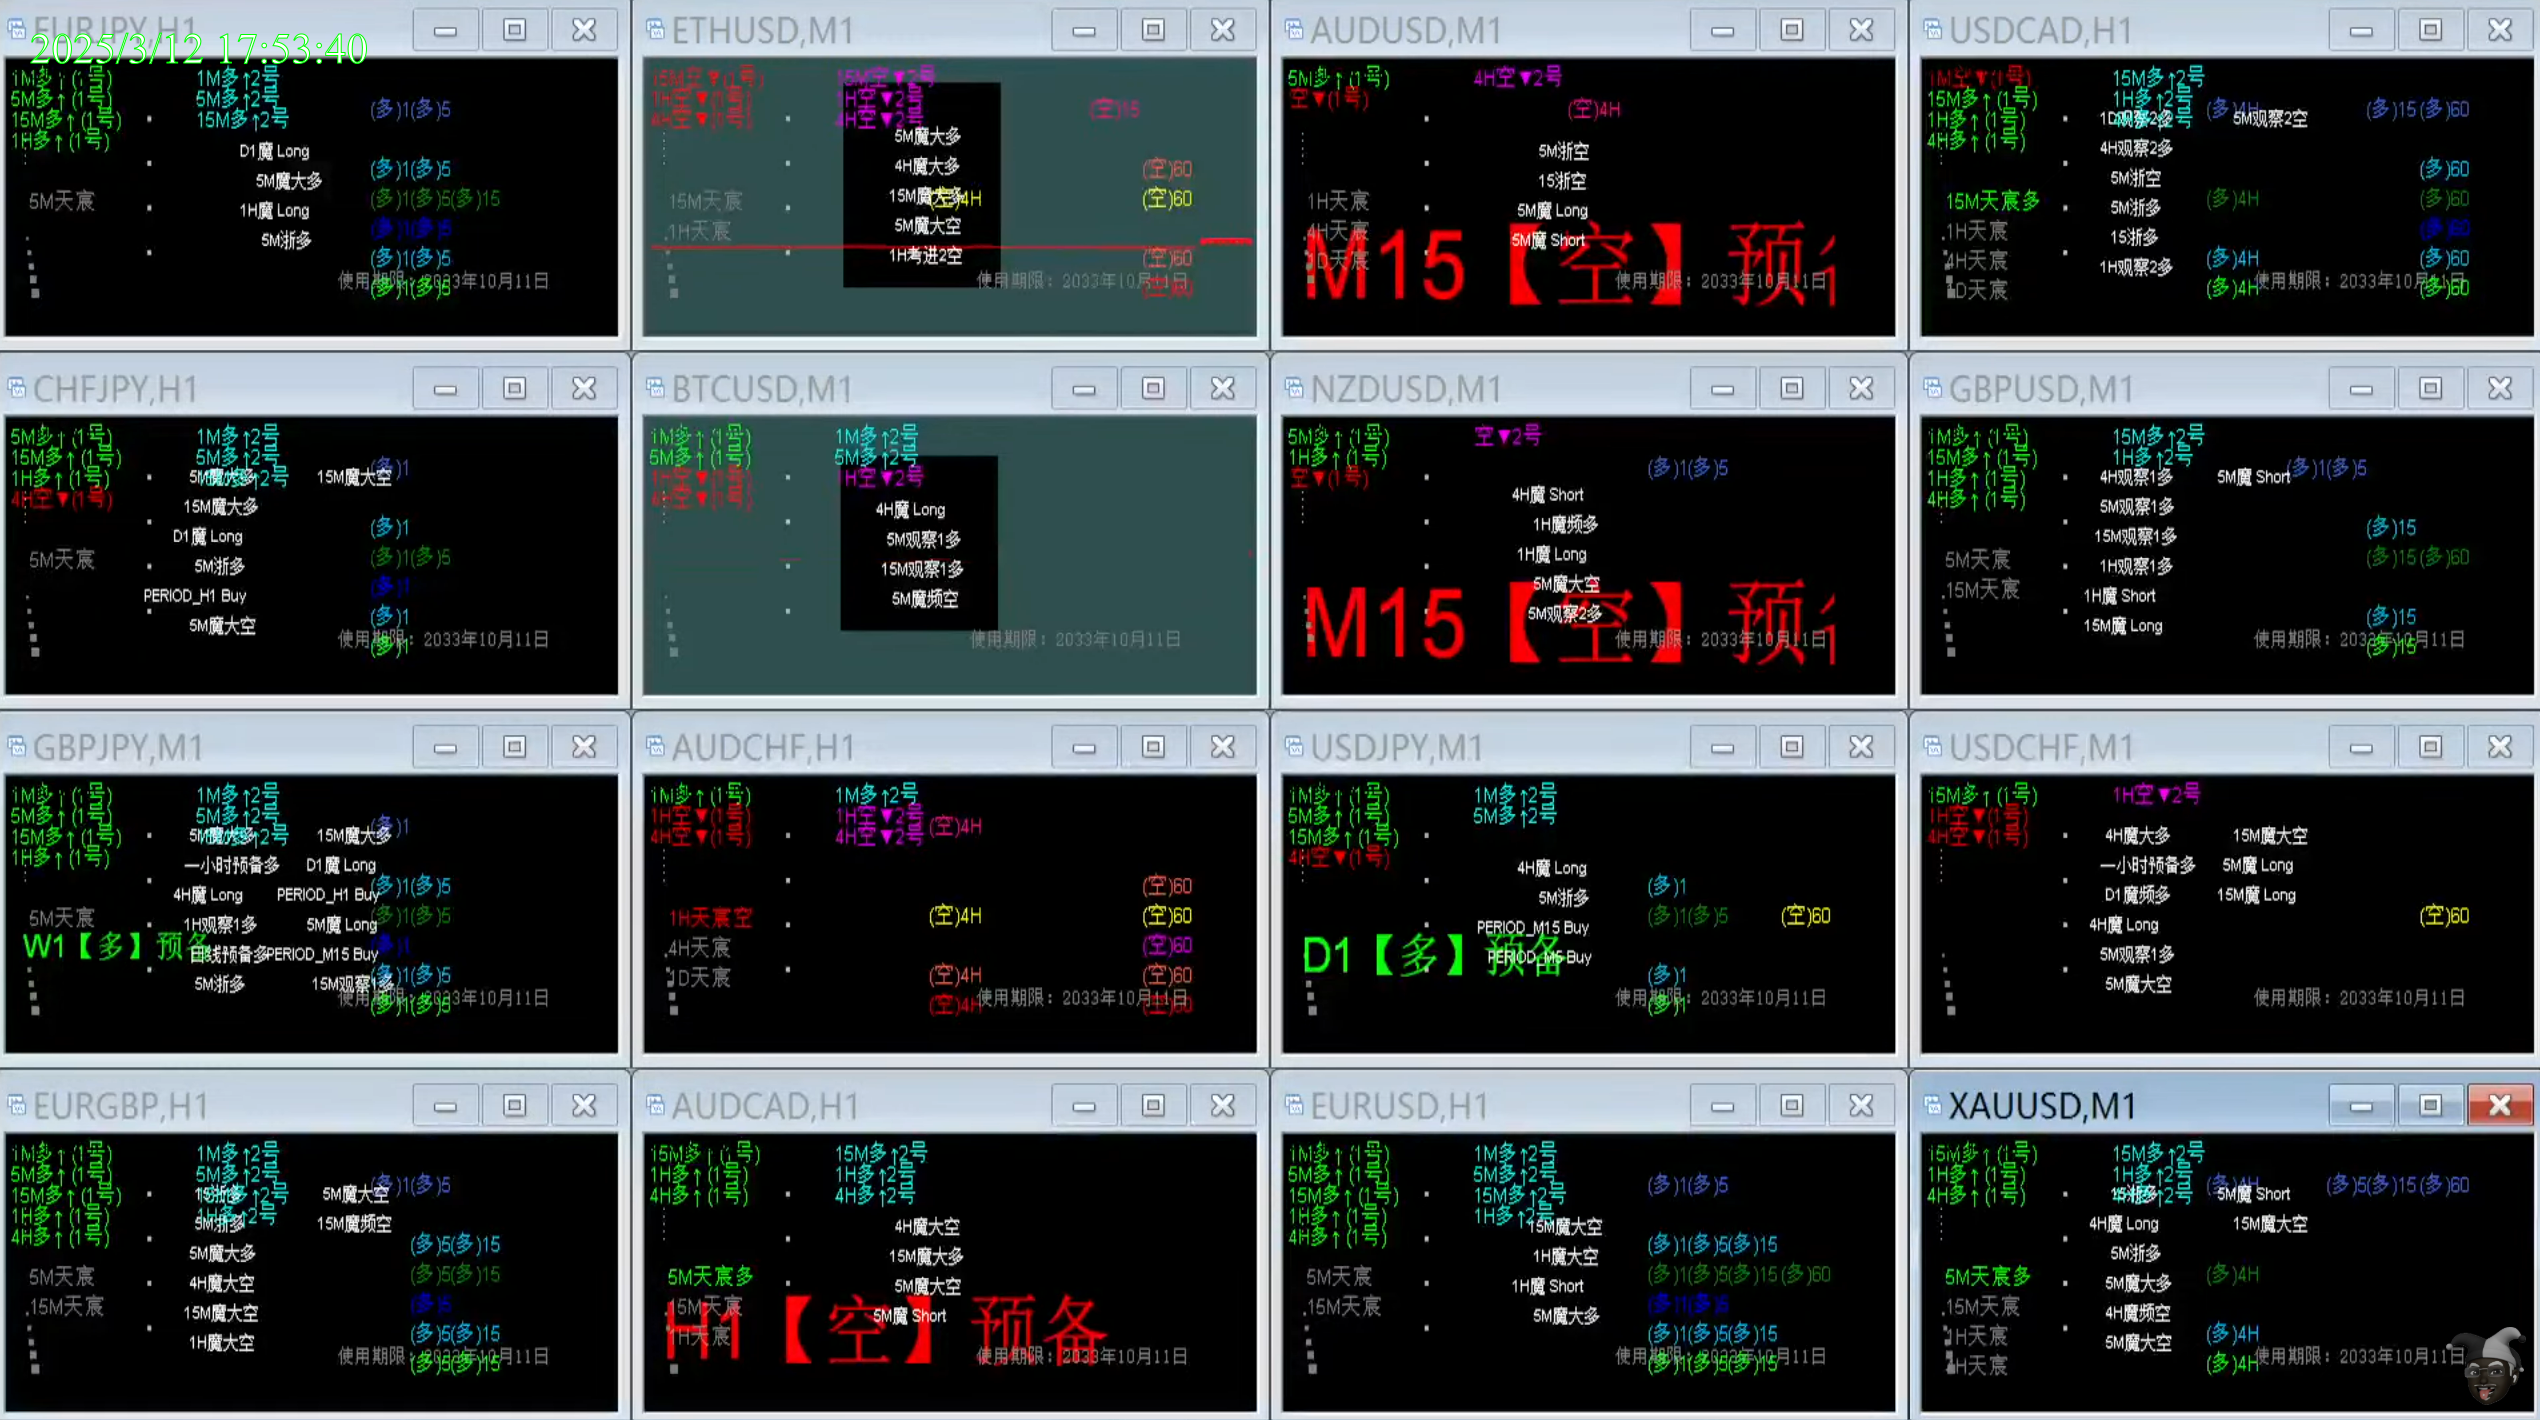 EURJPY,H1
2025/3/12 17:53:40
1M多↑(1号) 1M多↑2号
5M多↑(1号) 5M多↑2号 (多)1(多)5
15M多↑(1号) 15M多↑2号
1H多↑(1号)
D1魔 Long
(多)1(多)5
5M魔大多
5M天宸 (多)1(多)5(多)15
1H魔 Long
(多)1(多)5
5M浙多
(多)1(多)5
使用期限：2033年10月11日
(多)1(多)5
ETHUSD,M1
15M空▼(1号) 15M空▼2号
1H空▼(1号) 1H空▼2号 (空)15
4H空▼(1号) 4H空▼2号
5M魔大多
4H魔大多 (空)60
15M魔大多 (空)4H (空)60
15M天宸
5M魔大空
1H天宸
1H考进2空 (空)60
使用期限：2033年10月11日
AUDUSD,M1
5M多↑(1号) 4H空▼2号
空▼(1号) (空)4H
5M浙空
15浙空
1H天宸
5M魔 Long
4H天宸
5M魔 Short
1D天宸
M15【空】预
使用期限：2033年10月11日
USDCAD,H1
1M空▼(1号) 15M多↑2号
15M多↑(1号) 1H多↑2号 (多)4H (多)15(多)60
1H多↑(1号) 5M观察2空
4H多↑(1号) 4H观察2多
5M浙空 (多)60
15M天宸多 5M浙多 (多)4H (多)60
1H天宸 15浙多 (多)60
4H天宸 1H观察2多 (多)4H (多)60
1D天宸 (多)4H (多)60
使用期限：2033年10月11日
CHFJPY,H1
5M多↑(1号) 1M多↑2号
15M多↑(1号) 5M多↑2号 (多)1
1H多↑(1号) 5M魔大多 15M魔大空
4H空▼(1号) 15M魔大多
D1魔 Long (多)1
5M天宸 5M浙多 (多)1(多)5
PERIOD_H1 Buy (多)1
5M魔大空 (多)1
使用期限：2033年10月11日
(多)1
BTCUSD,M1
1M多↑(1号) 1M多↑2号
5M多↑(1号) 5M多↑2号
1H空▼(1号) 1H空▼2号
4H空▼(1号)
4H魔 Long
5M观察1多
15M观察1多
5M魔频空
使用期限：2033年10月11日
NZDUSD,M1
5M多↑(1号) 空▼2号
1H多↑(1号) (多)1(多)5
空▼(1号)
4H魔 Short
1H魔频多
1H魔 Long
5M魔大空
5M观察2多
M15【空】预
使用期限：2033年10月11日
GBPUSD,M1
1M多↑(1号) 15M多↑2号
15M多↑(1号) 1H多↑2号 (多)1(多)5
1H多↑(1号) 4H观察1多 5M魔 Short
4H多↑(1号) 5M观察1多
15M观察1多 (多)15
5M天宸 1H观察1多 (多)15(多)60
15M天宸 1H魔 Short
15M魔 Long (多)15
使用期限：2033年10月11日
(多)15
GBPJPY,M1
1M多↑(1号) 1M多↑2号
5M多↑(1号) 5M多↑2号 (多)1
15M多↑(1号) 5M魔大多 15M魔大多
1H多↑(1号) 一小时预备多 D1魔 Long
4H魔 Long PERIOD_H1 Buy (多)1(多)5
5M天宸 1H观察1多 5M魔 Long (多)1(多)5
W1【多】预备 日线预备多 PERIOD_M15 Buy (多)1
5M浙多 15M观察1多 (多)1(多)5
使用期限：2033年10月11日
(多)1(多)5
AUDCHF,H1
1M多↑(1号) 1M多↑2号
1H空▼(1号) 1H空▼2号 (空)4H
4H空▼(1号) 4H空▼2号
(空)60
1H天宸空 (空)4H (空)60
4H天宸 (空)60
1D天宸 (空)4H (空)60
(空)4H (空)60
使用期限：2033年10月11日
USDJPY,M1
1M多↑(1号) 1M多↑2号
5M多↑(1号) 5M多↑2号
15M多↑(1号)
4H空▼(1号) 4H魔 Long
5M浙多 (多)1
(多)1(多)5 (空)60
PERIOD_M15 Buy
D1【多】预备 PERIOD_M5 Buy
(多)1
使用期限：2033年10月11日
(多)1
USDCHF,M1
15M多↑(1号) 1H空▼2号
1H空▼(1号)
4H空▼(1号) 4H魔大多 15M魔大空
一小时预备多 5M魔 Long
D1魔频多 15M魔 Long
4H魔 Long (空)60
5M观察1多
5M魔大空
使用期限：2033年10月11日
EURGBP,H1
1M多↑(1号) 1M多↑2号
5M多↑(1号) 5M多↑2号 (多)1(多)5
15M多↑(1号) 15浙多 5M魔大空
1H多↑(1号) 1H多↑2号 5M浙多 15M魔频空
4H多↑(1号) 5M魔大多 (多)5(多)15
5M天宸 4H魔大空 (多)5(多)15
15M天宸 15M魔大空 (多)5
1H魔大空 (多)5(多)15
使用期限：2033年10月11日
(多)5(多)15
AUDCAD,H1
15M多↑(1号) 15M多↑2号
1H多↑(1号) 1H多↑2号
4H多↑(1号) 4H多↑2号
4H魔大空
15M魔大多
5M天宸多 5M魔大空
15M天宸 5M魔 Short
1H天宸
H1【空】预备
使用期限：2033年10月11日
EURUSD,H1
1M多↑(1号) 1M多↑2号
5M多↑(1号) 5M多↑2号 (多)1(多)5
15M多↑(1号) 15M多↑2号
1H多↑(1号) 1H多↑2号 15M魔大空
4H多↑(1号) 1H魔大空 (多)1(多)5(多)15
5M天宸 1H魔 Short (多)1(多)5(多)15(多)60
15M天宸 5M魔大多 (多)1(多)5
(多)1(多)5(多)15
使用期限：2033年10月11日
(多)1(多)5(多)15
XAUUSD,M1
15M多↑(1号) 15M多↑2号
1H多↑(1号) 1H多↑2号 (多)4H (多)5(多)15(多)60
4H多↑(1号) 15浙多 5M魔 Short
4H魔 Long 15M魔大空
5M浙多
5M天宸多 5M魔大多 (多)4H
15M天宸 4H魔频空
1H天宸 5M魔大空 (多)4H
4H天宸 (多)4H
使用期限：2033年10月11日